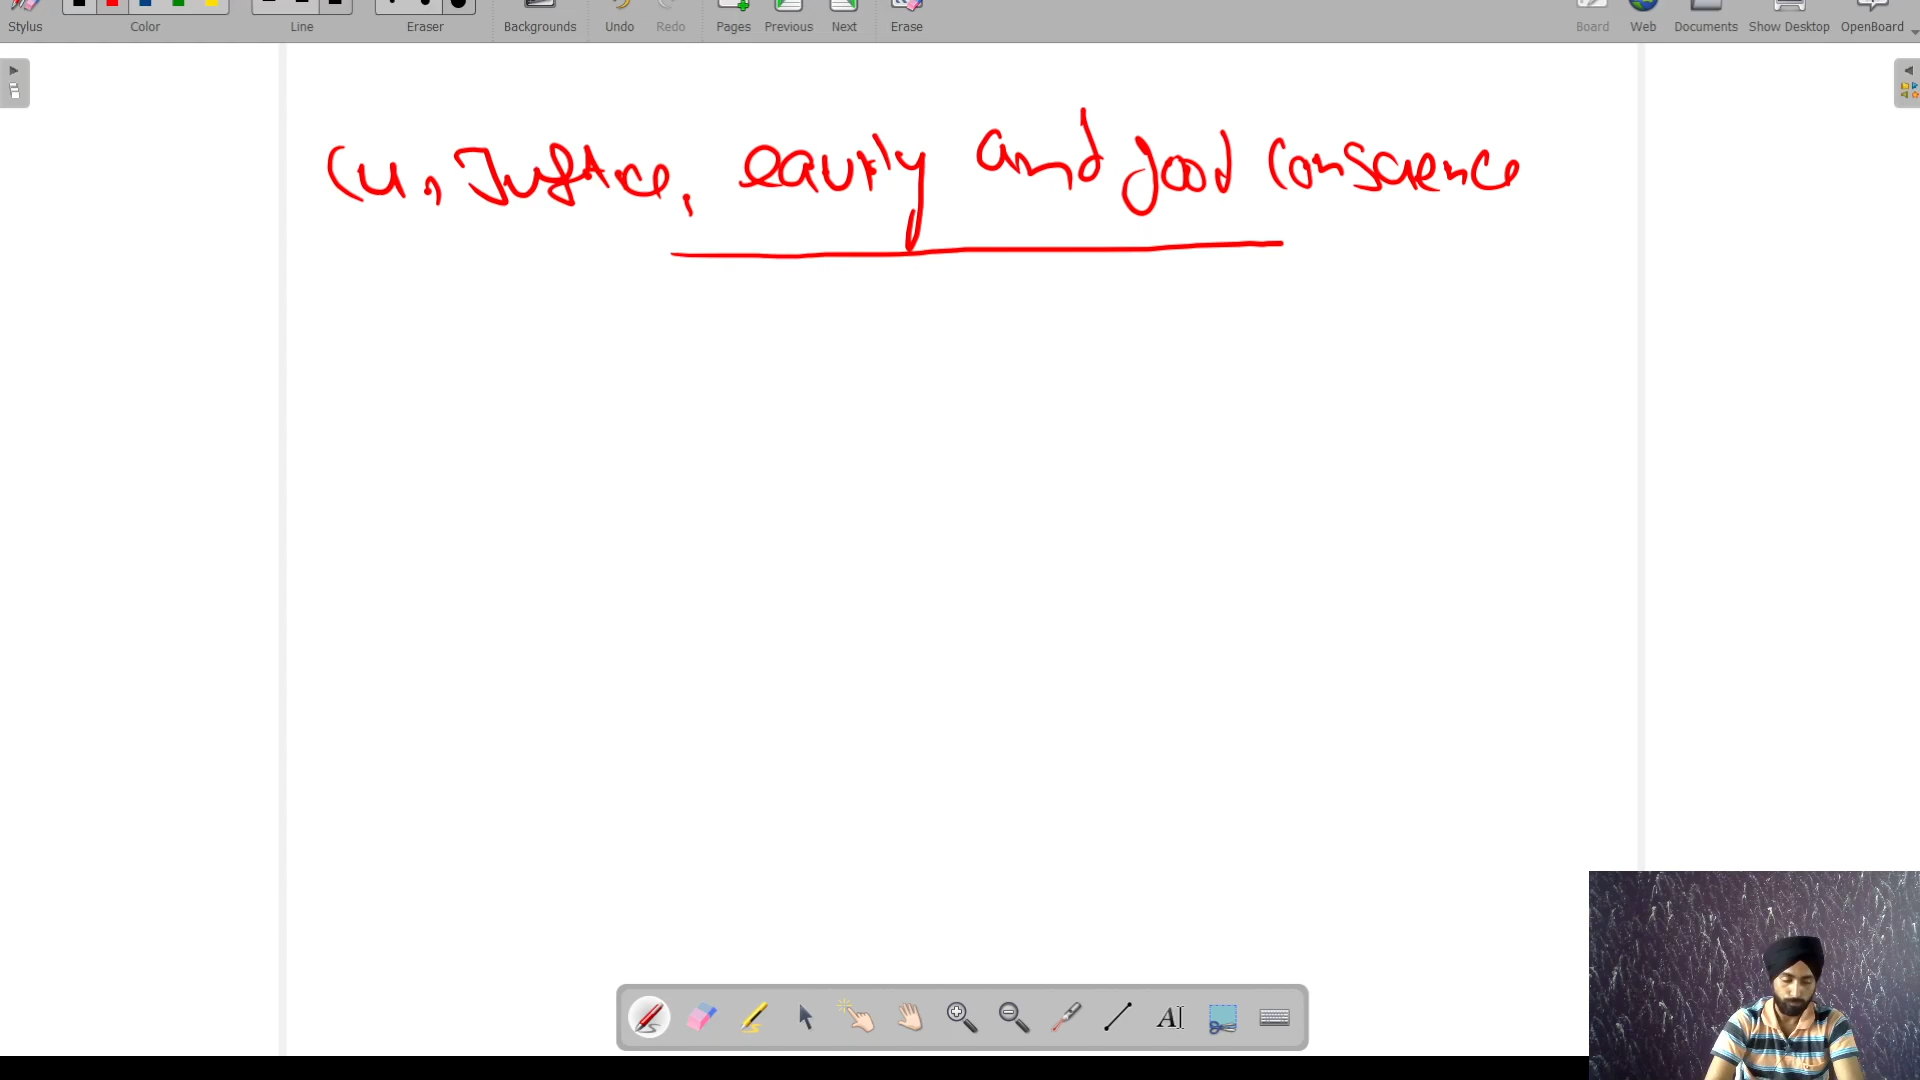 Stylus Color Line Eraser Backgrounds Undo Redo Pages Previous Next Erase Board Web Documents Show Desktop OpenBoard
Justice, equity and good conscience